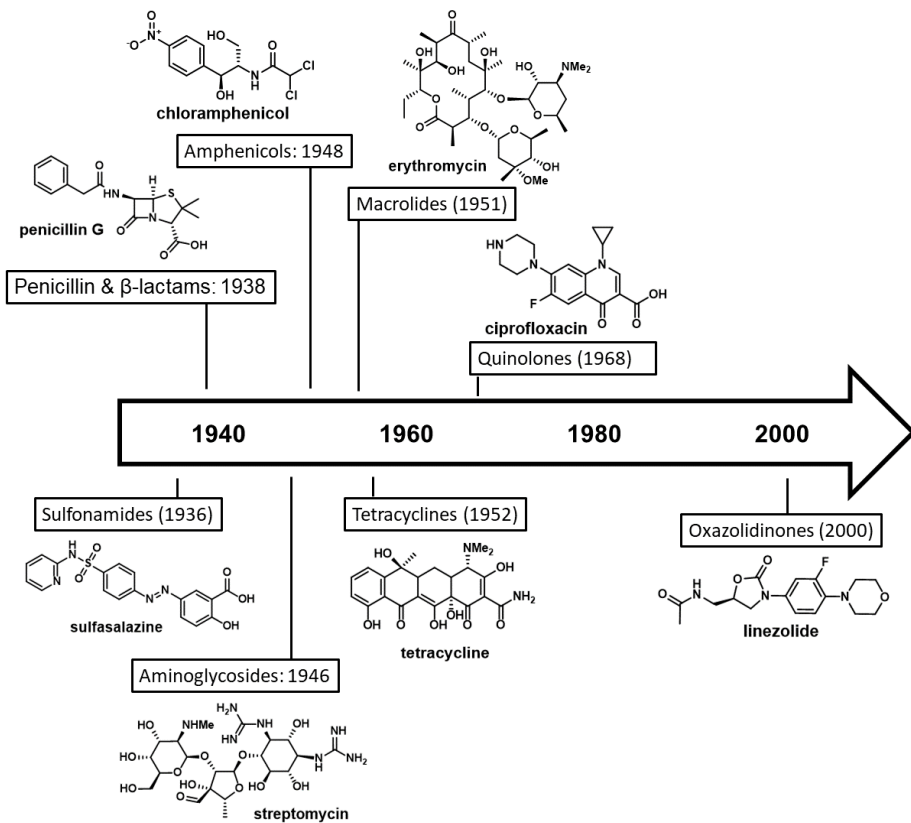 chloramphenicol
Amphenicols: 1948
erythromycin
Macrolides (1951)
penicillin G
Penicillin & β-lactams: 1938
ciprofloxacin
Quinolones (1968)
1940 1960 1980 2000
Sulfonamides (1936)
sulfasalazine
Tetracyclines (1952)
tetracycline
Oxazolidinones (2000)
linezolide
Aminoglycosides: 1946
streptomycin